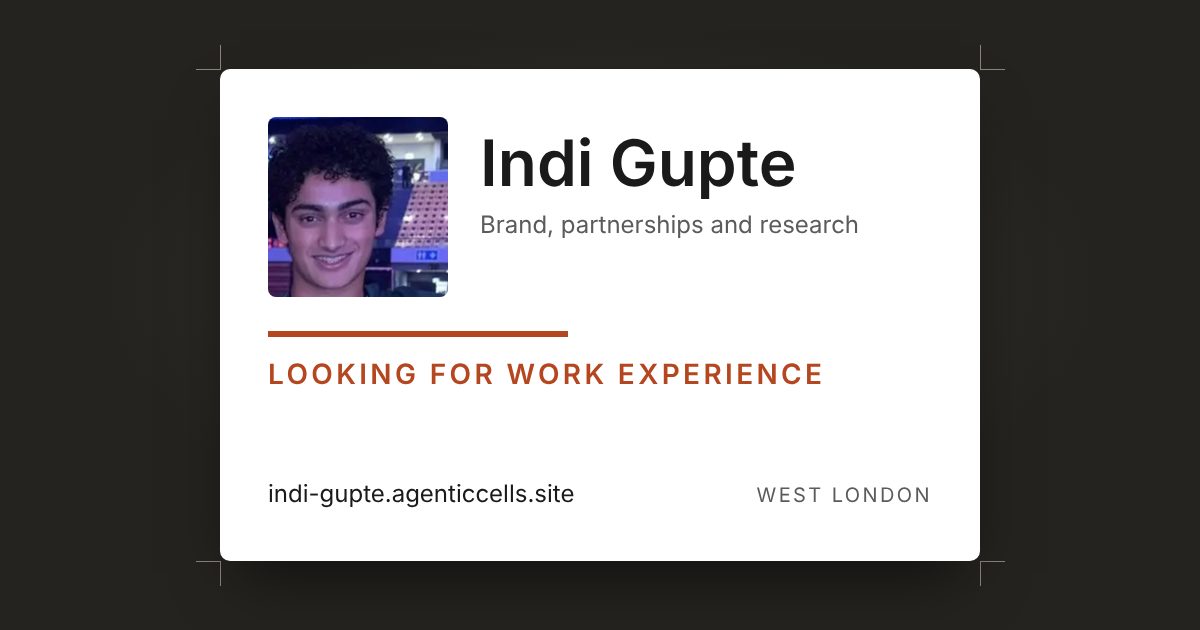 Indi Gupte
Brand, partnerships and research
LOOKING FOR WORK EXPERIENCE
indi-gupte.agenticcells.site
WEST LONDON